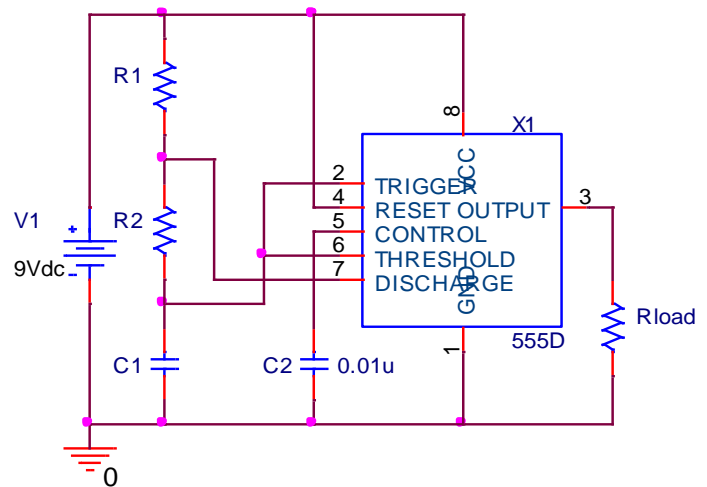 R1
8
X1
VCC
2
TRIGGER
3
4
RESET OUTPUT
V1
R2
5
CONTROL
+
6
THRESHOLD
9Vdc
-
7
DISCHARGE
GND
Rload
C1
C2
0.01u
1
555D
0